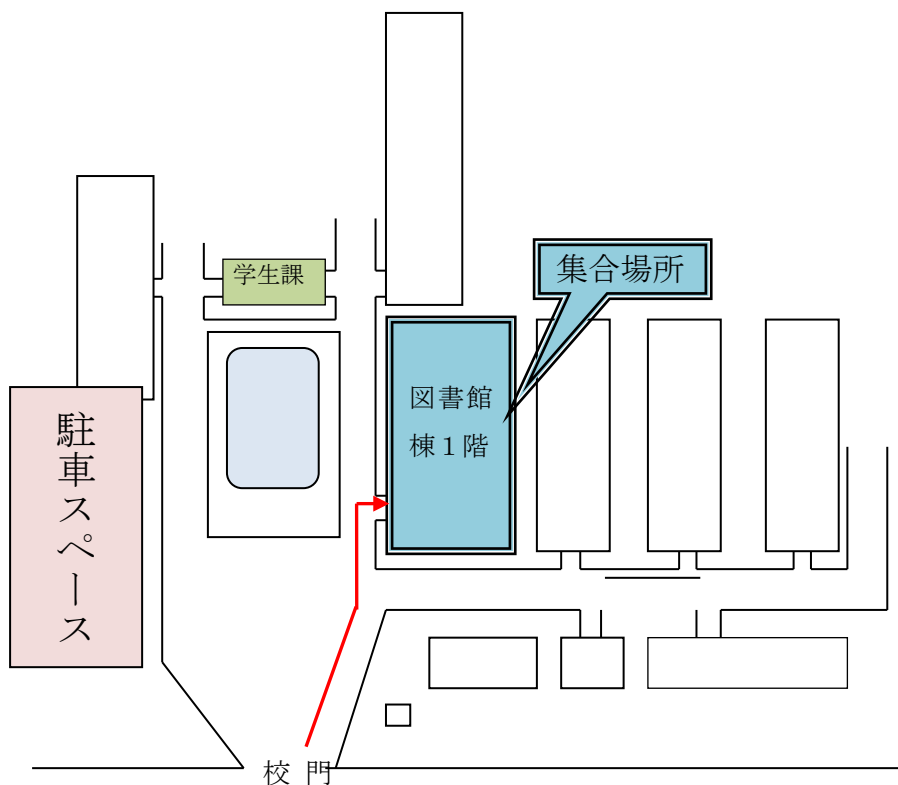 学生課
集合場所
図書館
棟１階
駐車スペース
校 門